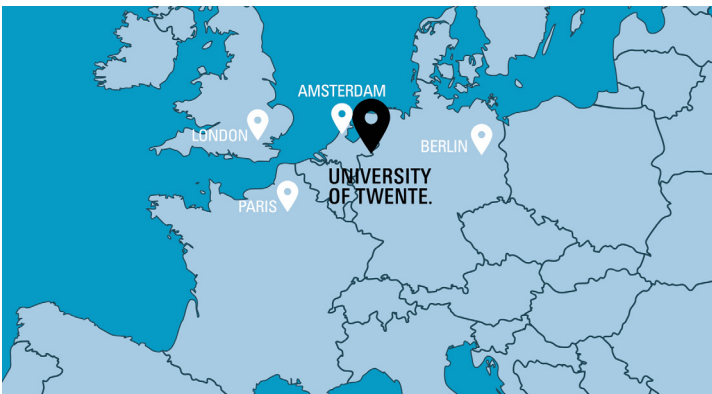 AMSTERDAM
LONDON
BERLIN
UNIVERSITY
OF TWENTE.
PARIS